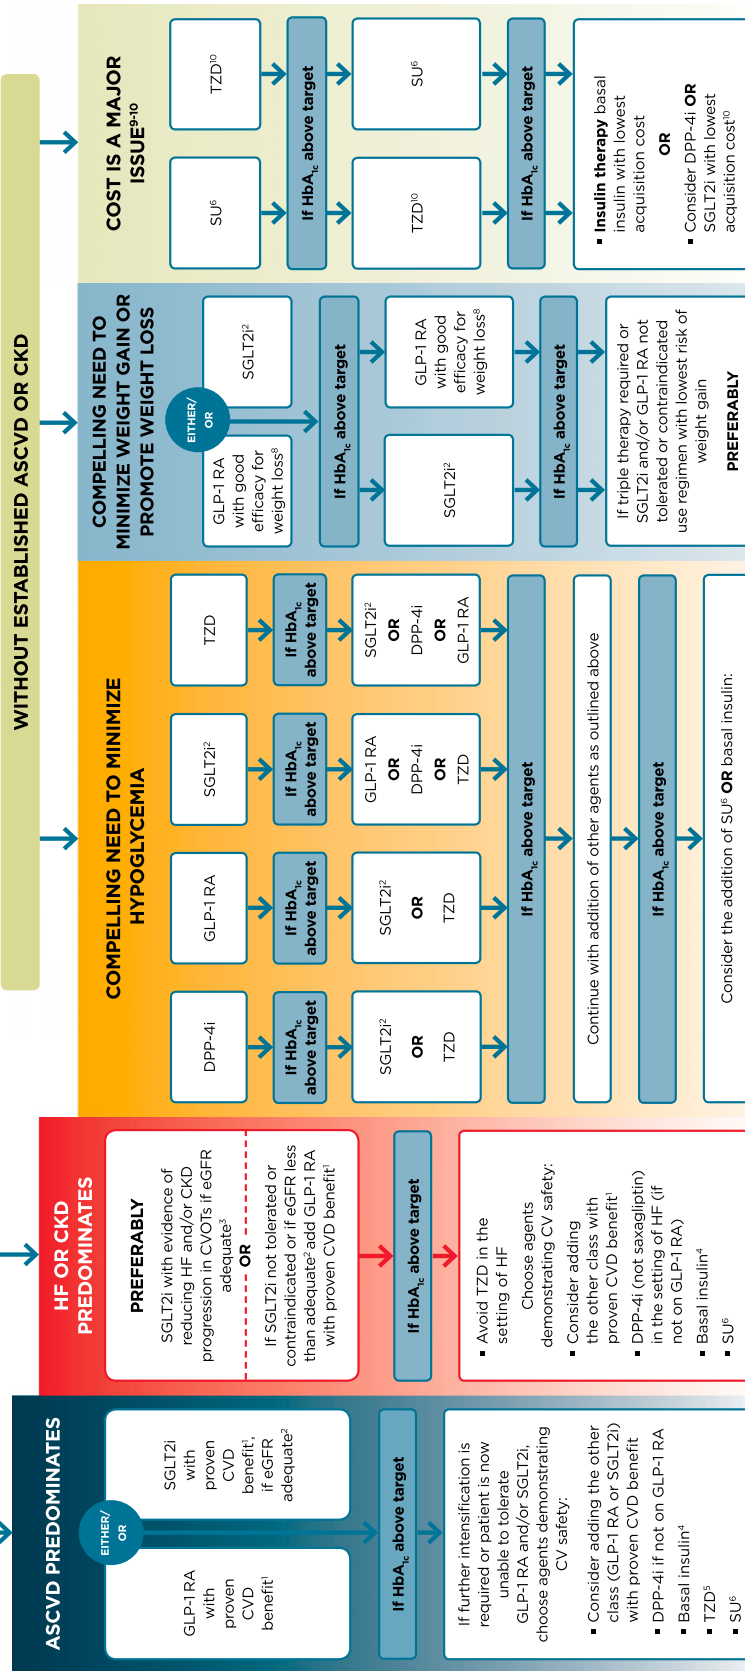 ASCVD PREDOMINATES
EITHER/
OR
GLP-1 RA
with
proven
CVD
benefit¹
SGLT2i
with
proven
CVD
benefit¹,
if eGFR
adequate²
If HbA1c above target
If further intensification is
required or patient is now
unable to tolerate
GLP-1 RA and/or SGLT2i,
choose agents demonstrating
CV safety:
▪ Consider adding the other
class (GLP-1 RA or SGLT2i)
with proven CVD benefit
▪ DPP-4i if not on GLP-1 RA
▪ Basal insulin⁴
▪ TZD⁵
▪ SU⁶
HF OR CKD
PREDOMINATES
PREFERABLY
SGLT2i with evidence of
reducing HF and/or CKD
progression in CVOTs if eGFR
adequate³
OR
If SGLT2i not tolerated or
contraindicated or if eGFR less
than adequate² add GLP-1 RA
with proven CVD benefit¹
If HbA1c above target
▪ Avoid TZD in the
setting of HF
Choose agents
demonstrating CV safety:
▪ Consider adding
the other class with
proven CVD benefit¹
▪ DPP-4i (not saxagliptin)
in the setting of HF (if
not on GLP-1 RA)
▪ Basal insulin⁴
▪ SU⁶
WITHOUT ESTABLISHED ASCVD OR CKD
COMPELLING NEED TO MINIMIZE
HYPOGLYCEMIA
DPP-4i
If HbA1c
above target
SGLT2i²
OR
TZD
GLP-1 RA
If HbA1c
above target
SGLT2i²
OR
TZD
SGLT2i²
If HbA1c
above target
GLP-1 RA
OR
DPP-4i
OR
TZD
TZD
If HbA1c
above target
SGLT2i²
OR
DPP-4i
OR
GLP-1 RA
If HbA1c above target
Continue with addition of other agents as outlined above
If HbA1c above target
Consider the addition of SU⁶ OR basal insulin:
COMPELLING NEED TO
MINIMIZE WEIGHT GAIN OR
PROMOTE WEIGHT LOSS
EITHER/
OR
GLP-1 RA
with good
efficacy for
weight loss⁸
SGLT2i²
If HbA1c above target
SGLT2i²
GLP-1 RA
with good
efficacy for
weight loss⁸
If HbA1c above target
If triple therapy required or
SGLT2i and/or GLP-1 RA not
tolerated or contraindicated
use regimen with lowest risk of
weight gain
PREFERABLY
COST IS A MAJOR
ISSUE⁹⁻¹⁰
SU⁶
TZD¹⁰
If HbA1c above target
TZD¹⁰
SU⁶
If HbA1c above target
▪ Insulin therapy basal
insulin with lowest
acquisition cost
OR
▪ Consider DPP-4i OR
SGLT2i with lowest
acquisition cost¹⁰